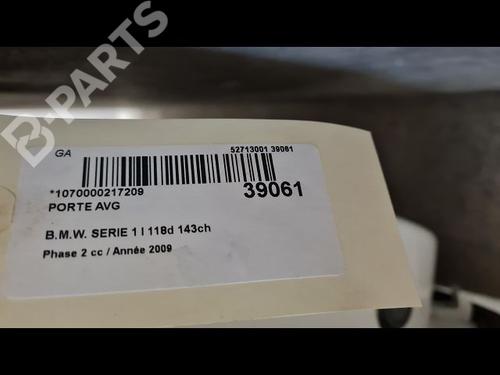 B-PARTS
GA
52713001 39061
*1070000217209
39061
PORTE AVG
B.M.W. SERIE 1 I 118d 143ch
Phase 2 cc / Année 2009